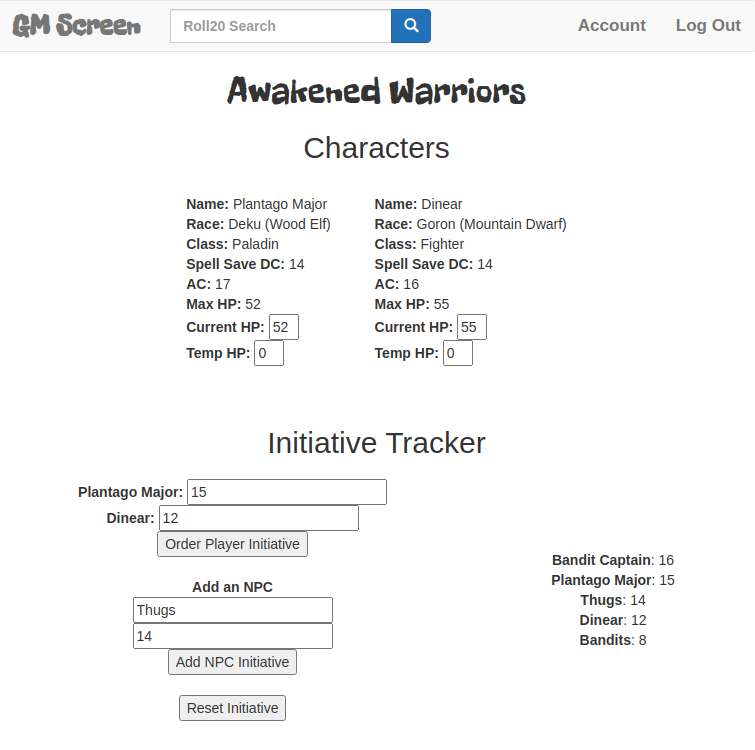 GM Screen
Roll20 Search
Account
Log Out
Awakened Warriors
Characters
Name: Plantago Major
Race: Deku (Wood Elf)
Class: Paladin
Spell Save DC: 14
AC: 17
Max HP: 52
Current HP: 52
Temp HP: 0
Name: Dinear
Race: Goron (Mountain Dwarf)
Class: Fighter
Spell Save DC: 14
AC: 16
Max HP: 55
Current HP: 55
Temp HP: 0
Initiative Tracker
Plantago Major: 15
Dinear: 12
Order Player Initiative
Add an NPC
Thugs
14
Add NPC Initiative
Reset Initiative
Bandit Captain: 16
Plantago Major: 15
Thugs: 14
Dinear: 12
Bandits: 8